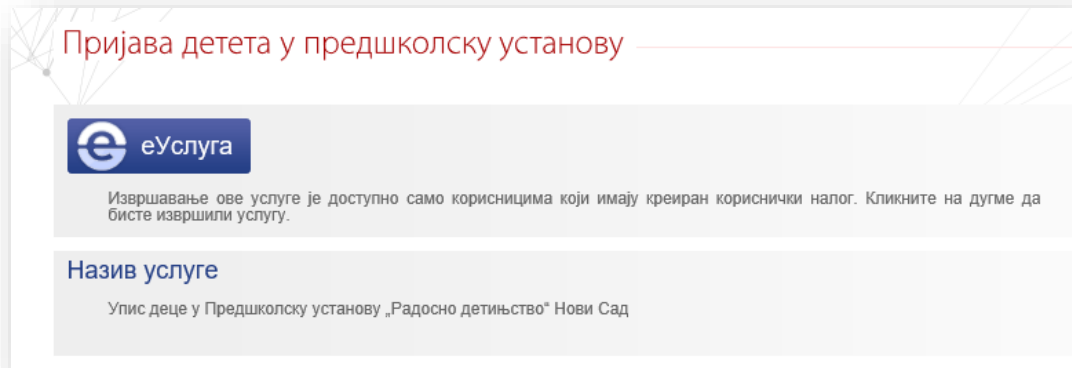 Пријава детета у предшколску установу
еУслуга
Извршавање ове услуге је доступно само корисницима који имају креиран кориснички налог. Кликните на дугме да
бисте извршили услугу.
Назив услуге
Упис деце у Предшколску установу „Радосно детињство“ Нови Сад